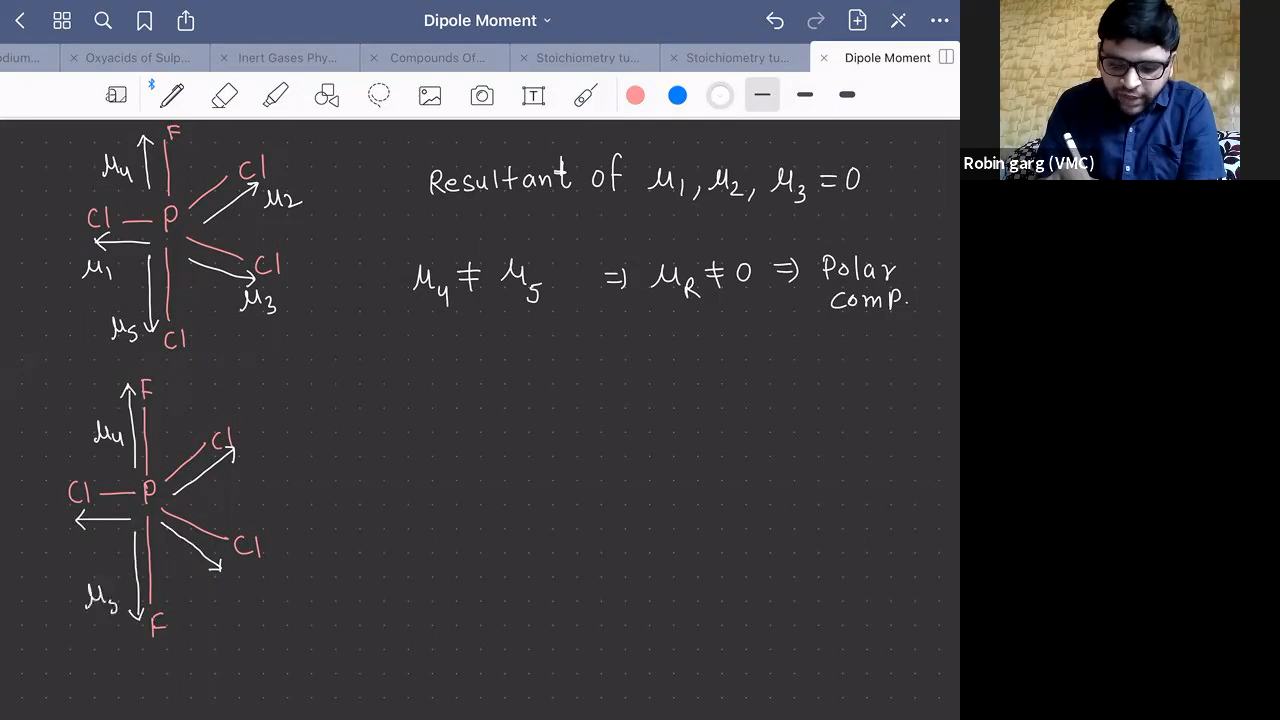 Dipole Moment
odium...
Oxyacids of Sulp...
Inert Gases Phy...
Compounds Of...
Stoichiometry tu...
Stoichiometry tu...
Dipole Moment
T
Robin garg (VMC)
F
μ4
Cl
μ2
Cl P
μ1
Cl
μ3
μ5
Cl
Resultant of μ1, μ2, μ3 = 0
μ4 ≠ μ5 ⇒ μR ≠ 0 ⇒ Polar
comp.
F
μ4
Cl
Cl P
Cl
μ5
F